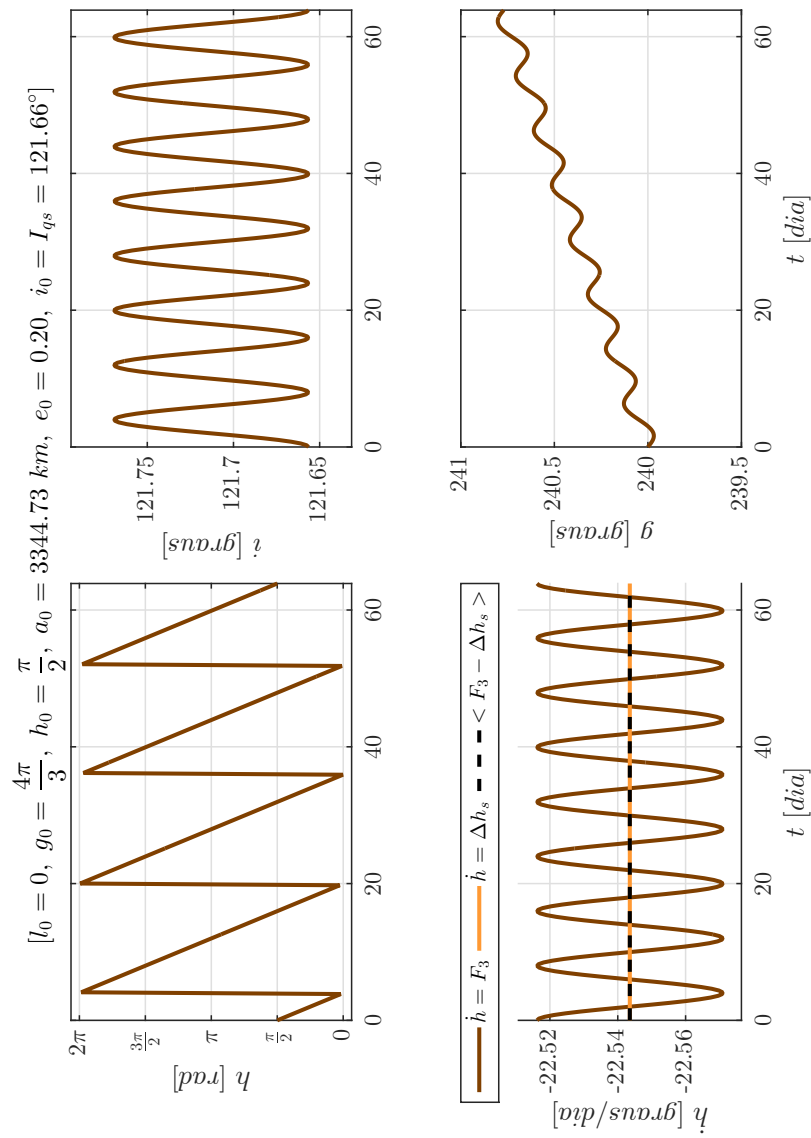 [l₀ = 0, g₀ = 4π/3, h₀ = π/2, a₀ = 3344.73 km, e₀ = 0.20, i₀ = I_qs = 121.66°]
h [rad]
2π
3π/2
π
π/2
0
0 20 40 60
i [graus]
121.75
121.7
121.65
0 20 40 60
ḣ = F₃ ḣ = Δh_s < F₃ − Δh_s >
ḣ [graus/dia]
-22.52
-22.54
-22.56
0 20 40 60
t [dia]
g [graus]
241
240.5
240
239.5
0 20 40 60
t [dia]